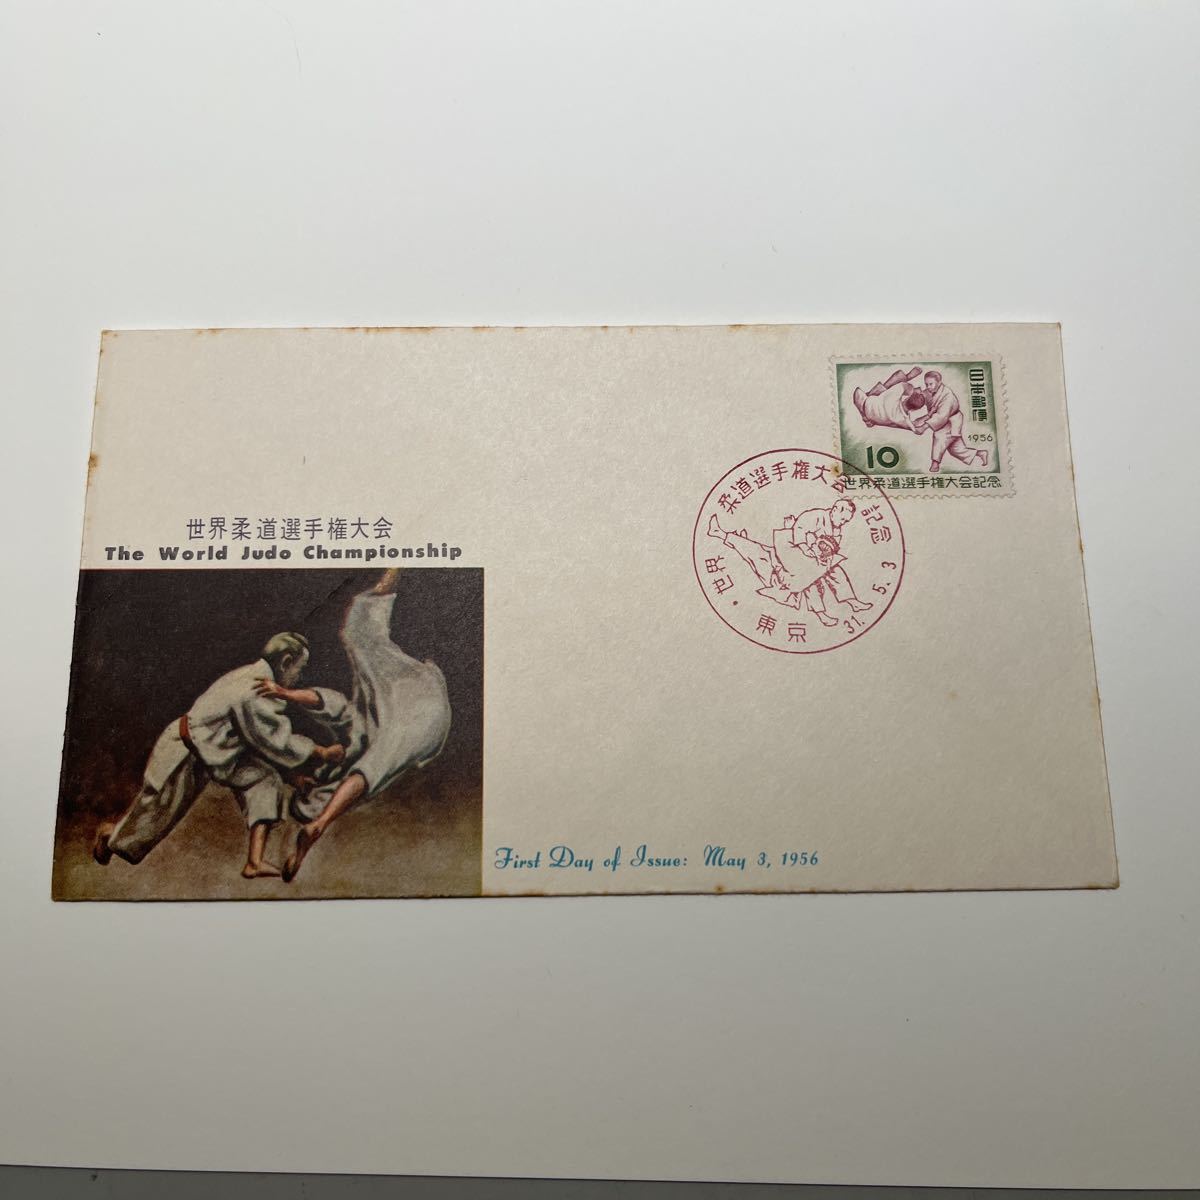 世界柔道選手権大会
The World Judo Championship
First Day of Issue: May 3, 1956
日本郵便
1956
10
世界柔道選手権大会記念
世界柔道選手権大会記念
東京
31. 5. 3